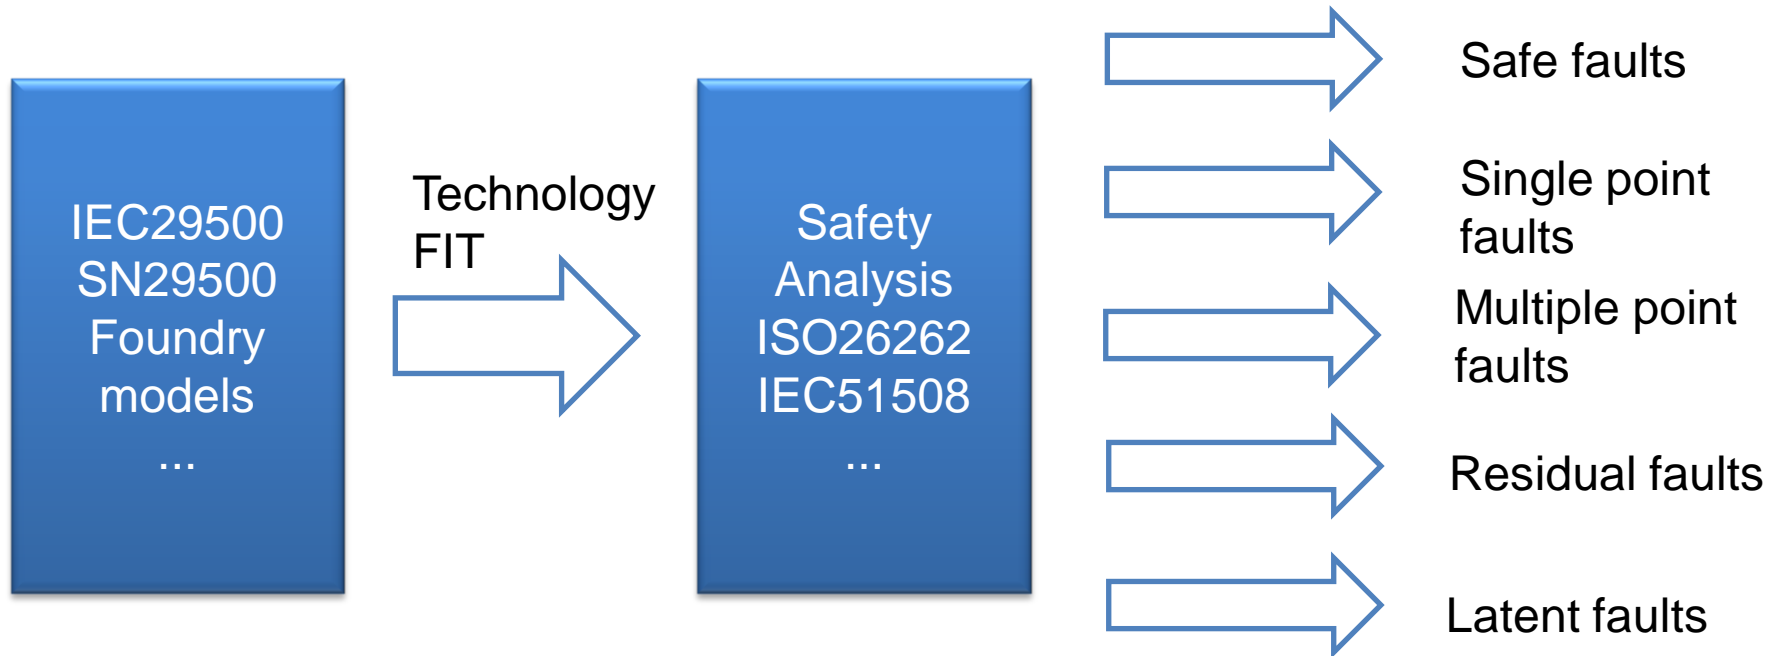 IEC29500
SN29500
Foundry
models
...
Technology
FIT
Safety
Analysis
ISO26262
IEC51508
...
Safe faults
Single point
faults
Multiple point
faults
Residual faults
Latent faults